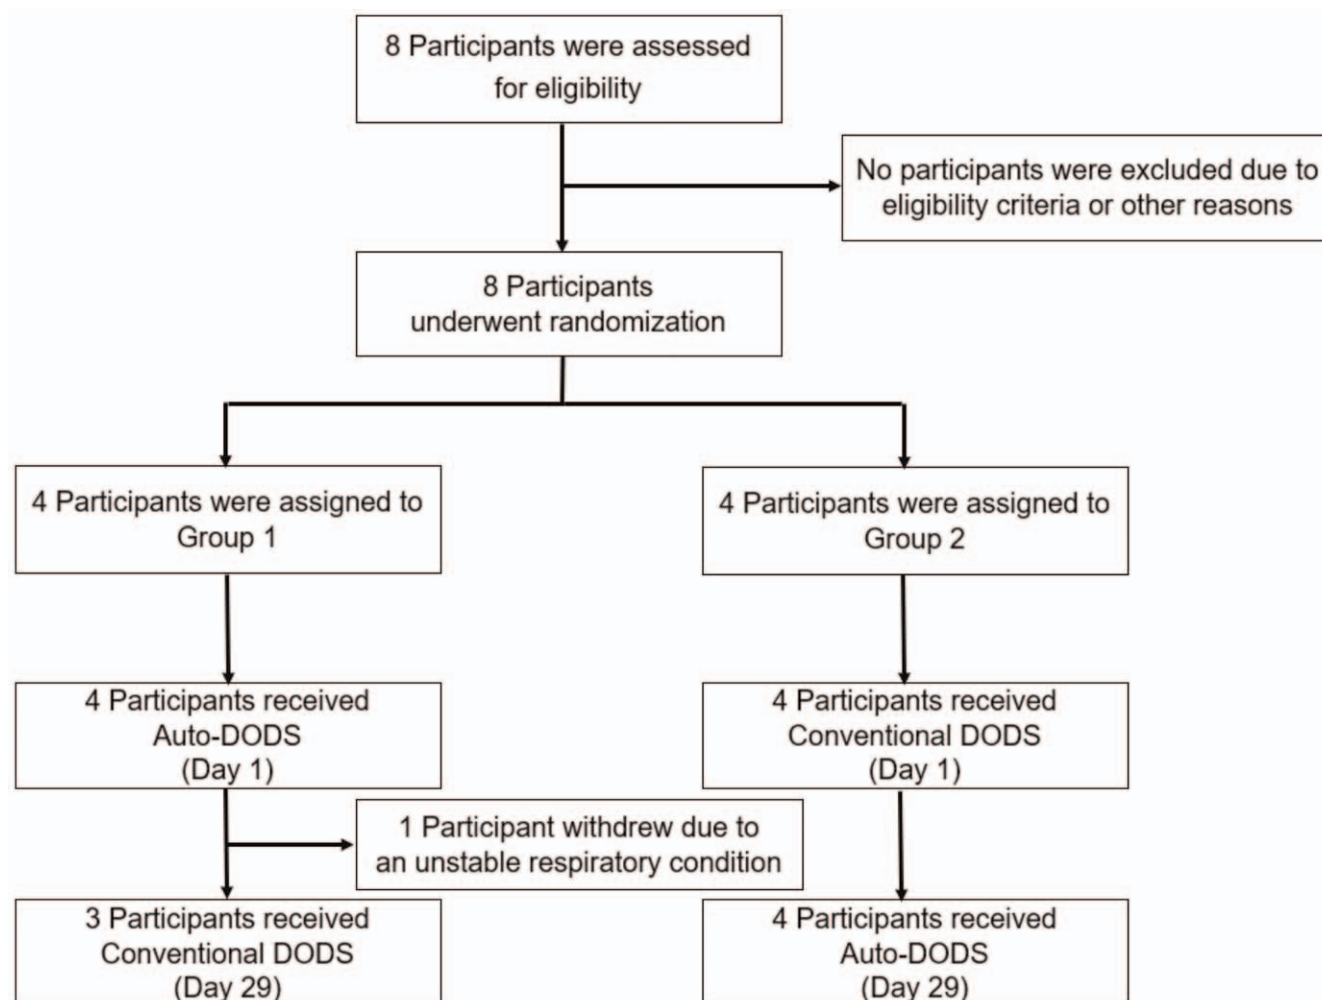 8 Participants were assessed
for eligibility
No participants were excluded due to
eligibility criteria or other reasons
8 Participants
underwent randomization
4 Participants were assigned to
Group 1
4 Participants were assigned to
Group 2
4 Participants received
Auto-DODS
(Day 1)
4 Participants received
Conventional DODS
(Day 1)
1 Participant withdrew due to
an unstable respiratory condition
3 Participants received
Conventional DODS
(Day 29)
4 Participants received
Auto-DODS
(Day 29)